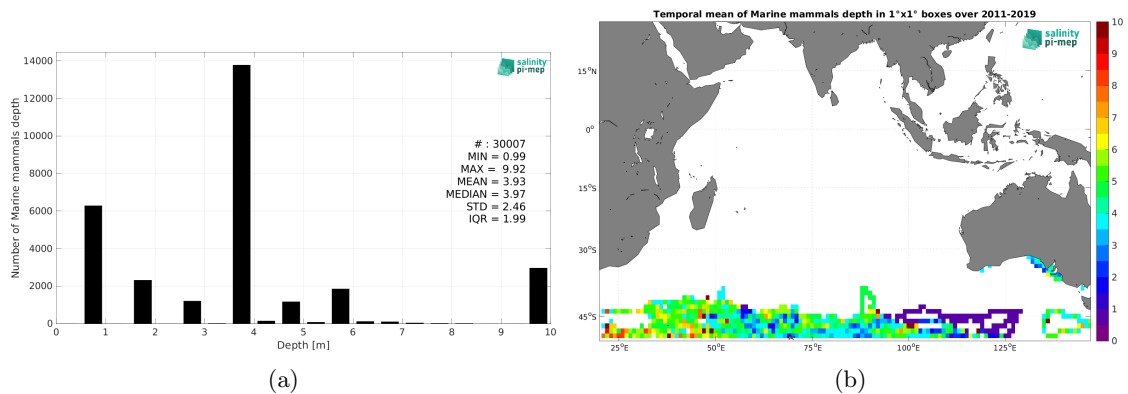 Number of Marine mammals depth
14000
12000
10000
8000
6000
4000
2000
0
0 1 2 3 4 5 6 7 8 9 10
Depth [m]
salinity
pi-mep
# : 30007
MIN = 0.99
MAX = 9.92
MEAN = 3.93
MEDIAN = 3.97
STD = 2.46
IQR = 1.99
(a)
Temporal mean of Marine mammals depth in 1°x1° boxes over 2011-2019
salinity
pi-mep
15°N
0°
15°S
30°S
45°S
25°E 50°E 75°E 100°E 125°E
10
9
8
7
6
5
4
3
2
1
0
(b)